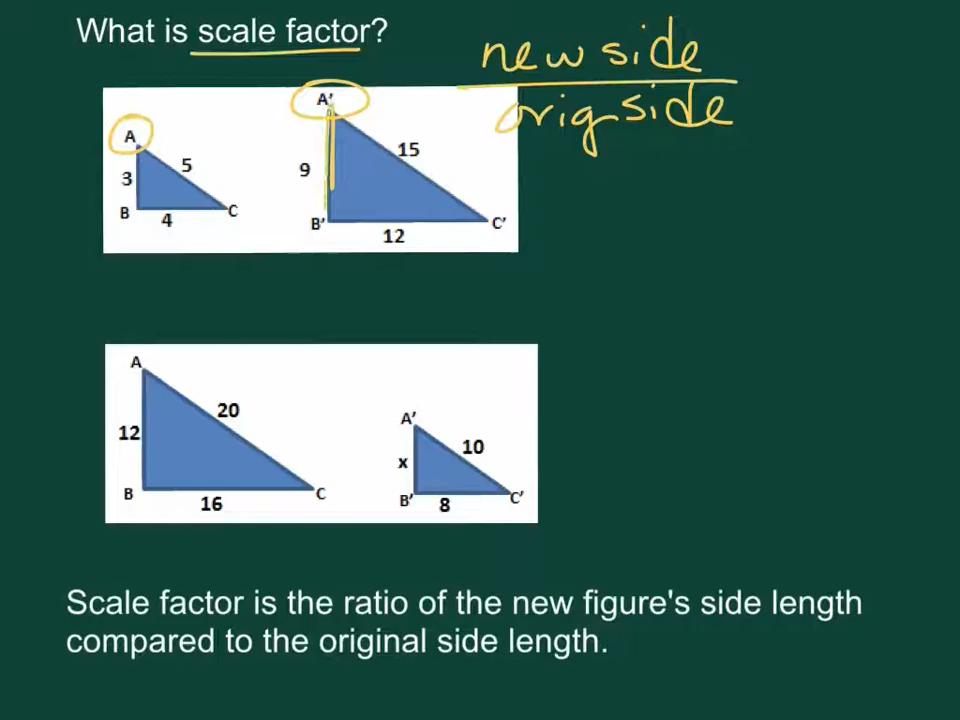 What is scale factor?
new side
orig side
A
A'
3
5
9
15
B
4
C
B'
12
C'
A
12
20
B
16
C
A'
x
10
B'
8
C'
Scale factor is the ratio of the new figure's side length
compared to the original side length.